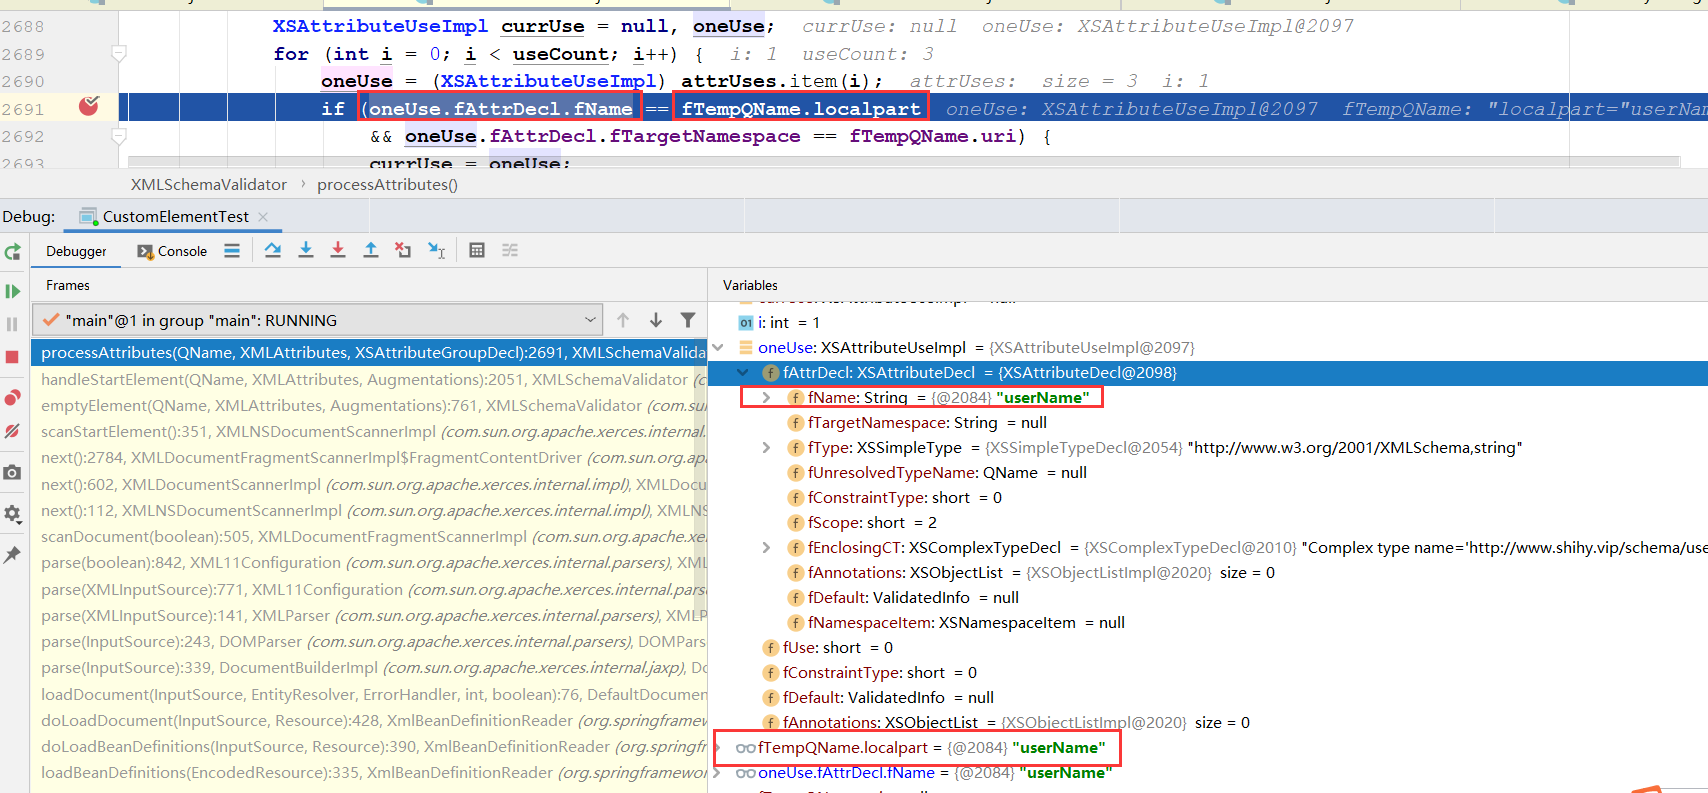 2688 XSAttributeUseImpl currUse = null, oneUse; currUse: null oneUse: XSAttributeUseImpl@2097
2689 for (int i = 0; i < useCount; i++) { i: 1 useCount: 3
2690 oneUse = (XSAttributeUseImpl) attrUses.item(i); attrUses: size = 3 i: 1
2691 if (oneUse.fAttrDecl.fName == fTempQName.localpart oneUse: XSAttributeUseImpl@2097 fTempQName: "localpart="userNam
2692 && oneUse.fAttrDecl.fTargetNamespace == fTempQName.uri) {
2693 currUse = oneUse;
XMLSchemaValidator › processAttributes()
Debug: CustomElementTest
Debugger Console
Frames
"main"@1 in group "main": RUNNING
processAttributes(QName, XMLAttributes, XSAttributeGroupDecl):2691, XMLSchemaValida
handleStartElement(QName, XMLAttributes, Augmentations):2051, XMLSchemaValidator (c
emptyElement(QName, XMLAttributes, Augmentations):761, XMLSchemaValidator (com.sun
scanStartElement():351, XMLNSDocumentScannerImpl (com.sun.org.apache.xerces.internal.
next():2784, XMLDocumentFragmentScannerImpl$FragmentContentDriver (com.sun.org.ap
next():602, XMLDocumentScannerImpl (com.sun.org.apache.xerces.internal.impl), XMLDocu
next():112, XMLNSDocumentScannerImpl (com.sun.org.apache.xerces.internal.impl), XMLNS
scanDocument(boolean):505, XMLDocumentFragmentScannerImpl (com.sun.org.apache.xe
parse(boolean):842, XML11Configuration (com.sun.org.apache.xerces.internal.parsers), XML
parse(XMLInputSource):771, XML11Configuration (com.sun.org.apache.xerces.internal.pars
parse(XMLInputSource):141, XMLParser (com.sun.org.apache.xerces.internal.parsers), XMLP
parse(InputSource):243, DOMParser (com.sun.org.apache.xerces.internal.parsers), DOMPars
parse(InputSource):339, DocumentBuilderImpl (com.sun.org.apache.xerces.internal.jaxp), Do
loadDocument(InputSource, EntityResolver, ErrorHandler, int, boolean):76, DefaultDocumen
doLoadDocument(InputSource, Resource):428, XmlBeanDefinitionReader (org.springframew
doLoadBeanDefinitions(InputSource, Resource):390, XmlBeanDefinitionReader (org.springfr
loadBeanDefinitions(EncodedResource):335, XmlBeanDefinitionReader (org.springframewor
Variables
i: int = 1
oneUse: XSAttributeUseImpl = {XSAttributeUseImpl@2097}
fAttrDecl: XSAttributeDecl = {XSAttributeDecl@2098}
fName: String = {@2084} "userName"
fTargetNamespace: String = null
fType: XSSimpleType = {XSSimpleTypeDecl@2054} "http://www.w3.org/2001/XMLSchema,string"
fUnresolvedTypeName: QName = null
fConstraintType: short = 0
fScope: short = 2
fEnclosingCT: XSComplexTypeDecl = {XSComplexTypeDecl@2010} "Complex type name='http://www.shihy.vip/schema/use
fAnnotations: XSObjectList = {XSObjectListImpl@2020} size = 0
fDefault: ValidatedInfo = null
fNamespaceItem: XSNamespaceItem = null
fUse: short = 0
fConstraintType: short = 0
fDefault: ValidatedInfo = null
fAnnotations: XSObjectList = {XSObjectListImpl@2020} size = 0
fTempQName.localpart = {@2084} "userName"
oneUse.fAttrDecl.fName = {@2084} "userName"